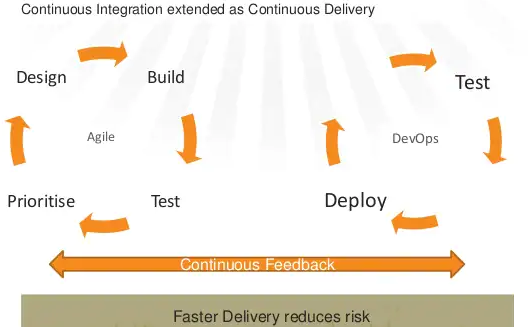 Continuous Integration extended as Continuous Delivery
Design
Build
Test
Agile
DevOps
Prioritise
Test
Deploy
Continuous Feedback
Faster Delivery reduces risk